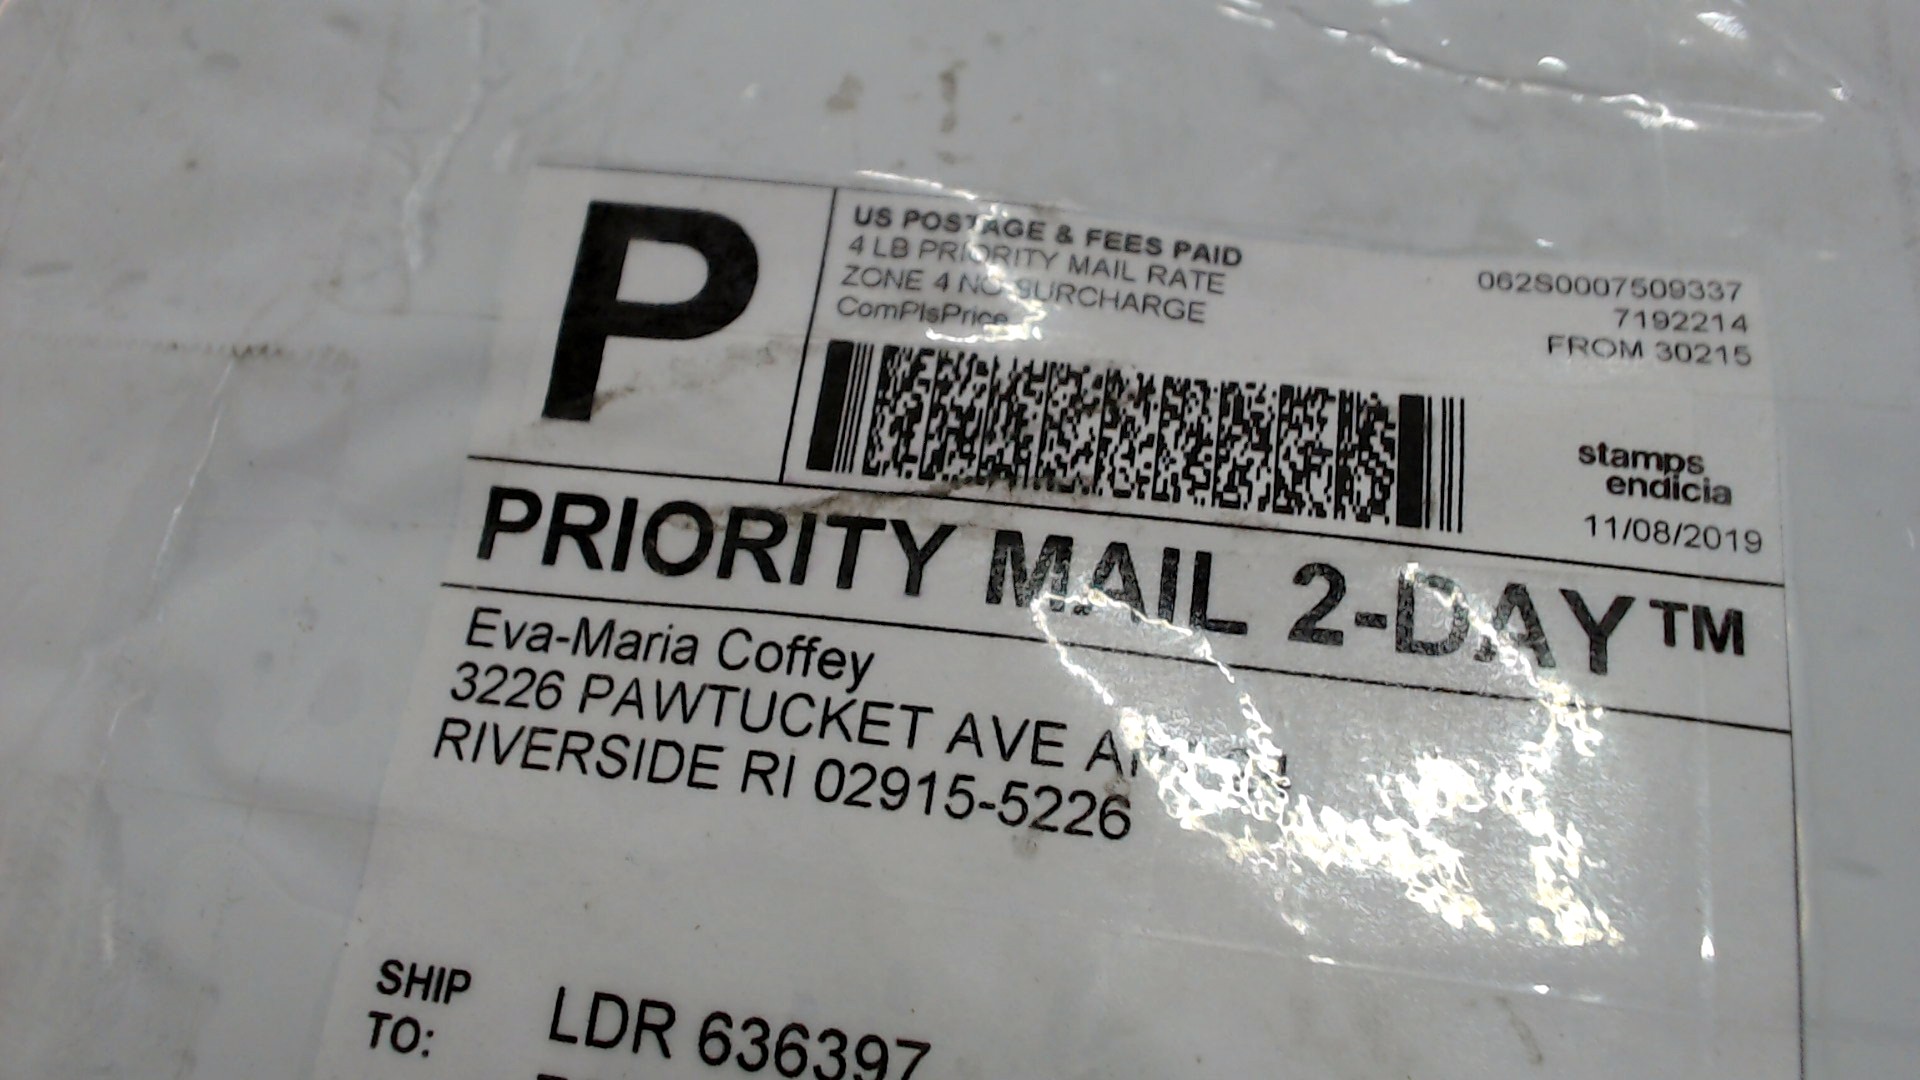 P
US POSTAGE & FEES PAID
4 LB PRIORITY MAIL RATE
ZONE 4 NO SURCHARGE
ComPlsPrice
062S0007509337
7192214
FROM 30215
stamps
endicia
11/08/2019
PRIORITY MAIL 2-DAY™
Eva-Maria Coffey
3226 PAWTUCKET AVE
RIVERSIDE RI 02915-5226
SHIP
TO:
LDR 636397